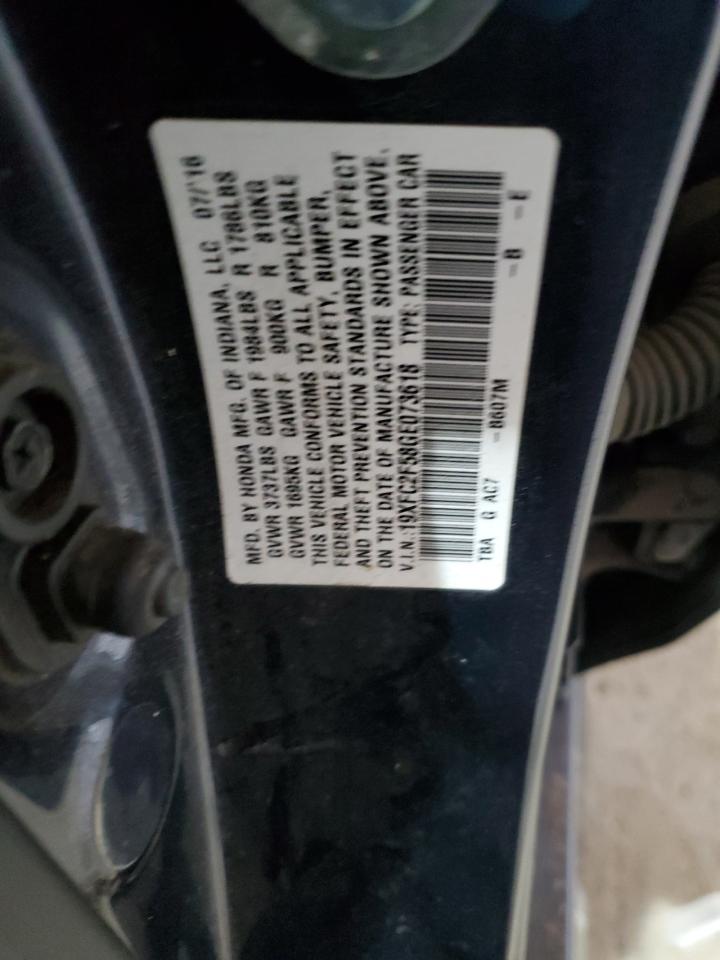 MFD. BY HONDA MFG. OF INDIANA, LLC 07/'16
GVWR 3737LBS GAWR F 1984LBS R 1786LBS
GVWR 1695KG GAWR F 900KG R 810KG
THIS VEHICLE CONFORMS TO ALL APPLICABLE
FEDERAL MOTOR VEHICLE SAFETY, BUMPER,
AND THEFT PREVENTION STANDARDS IN EFFECT
ON THE DATE OF MANUFACTURE SHOWN ABOVE.
V.I.N.:19XFC2F58GE073618 TYPE: PASSENGER CAR
TBA G AC7 —B607M —B —E